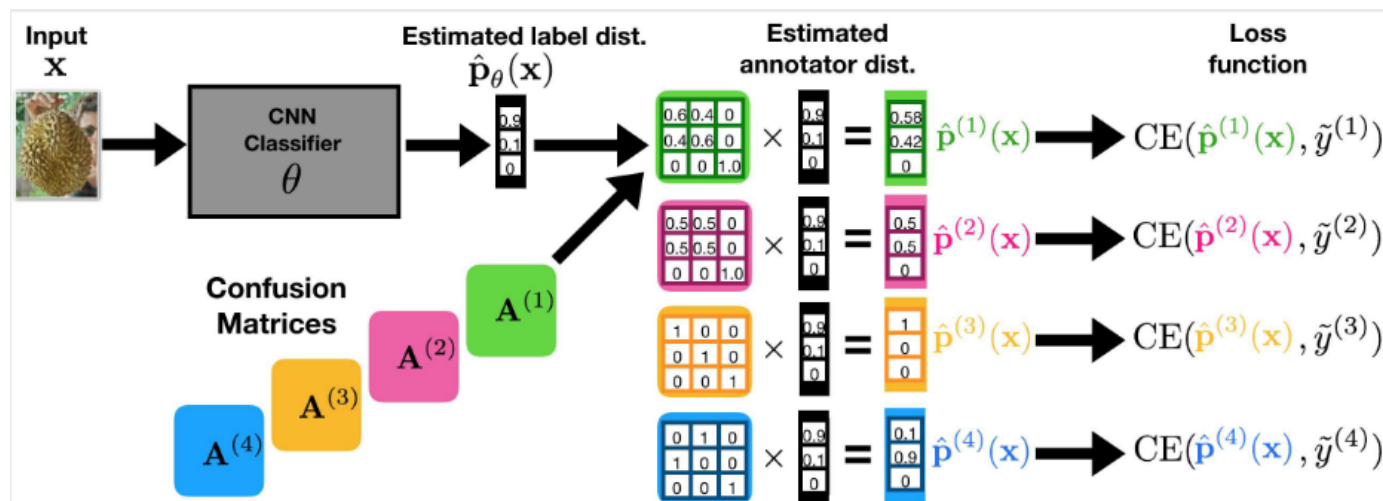 Input
x
CNN
Classifier
θ
Estimated label dist.
p̂_θ(x)
0.9
0.1
0
Confusion
Matrices
A^(1)
A^(2)
A^(3)
A^(4)
Estimated
annotator dist.
Loss
function
0.6 0.4 0
0.4 0.6 0
0 0 1.0
×
0.9
0.1
0
=
0.58
0.42
0
p̂^(1)(x)
CE(p̂^(1)(x), ỹ^(1))
0.5 0.5 0
0.5 0.5 0
0 0 1.0
×
0.9
0.1
0
=
0.5
0.5
0
p̂^(2)(x)
CE(p̂^(2)(x), ỹ^(2))
1 0 0
0 1 0
0 0 1
×
0.9
0.1
0
=
1
0
0
p̂^(3)(x)
CE(p̂^(3)(x), ỹ^(3))
0 1 0
1 0 0
0 0 1
×
0.9
0.1
0
=
0.1
0.9
0
p̂^(4)(x)
CE(p̂^(4)(x), ỹ^(4))